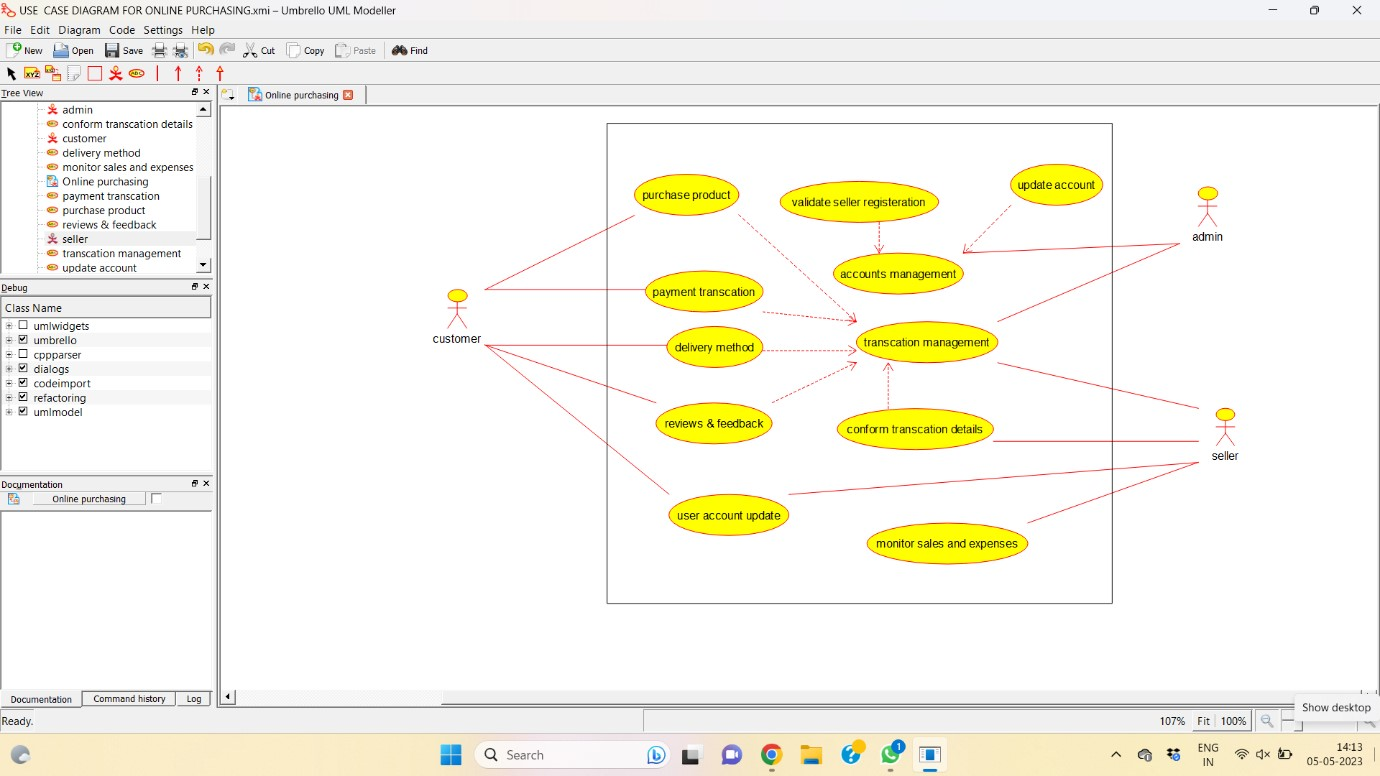 USE  CASE DIAGRAM FOR ONLINE PURCHASING.xmi – Umbrello UML Modeller
File Edit Diagram Code Settings Help
New Open Save Cut Copy Paste Find
XYZ ABC
Tree View
Online purchasing
admin
conform transcation details
customer
delivery method
monitor sales and expenses
Online purchasing
payment transcation
purchase product
reviews & feedback
seller
transcation management
update account
Debug
Class Name
umlwidgets
umbrello
cppparser
dialogs
codeimport
refactoring
umlmodel
Documentation
Online purchasing
Documentation Command history Log
purchase product
validate seller registeration
update account
admin
accounts management
payment transcation
customer
transcation management
delivery method
reviews & feedback
conform transcation details
seller
user account update
monitor sales and expenses
Show desktop
Ready.
107% Fit 100%
Search
1
ENG
IN
14:13
05-05-2023